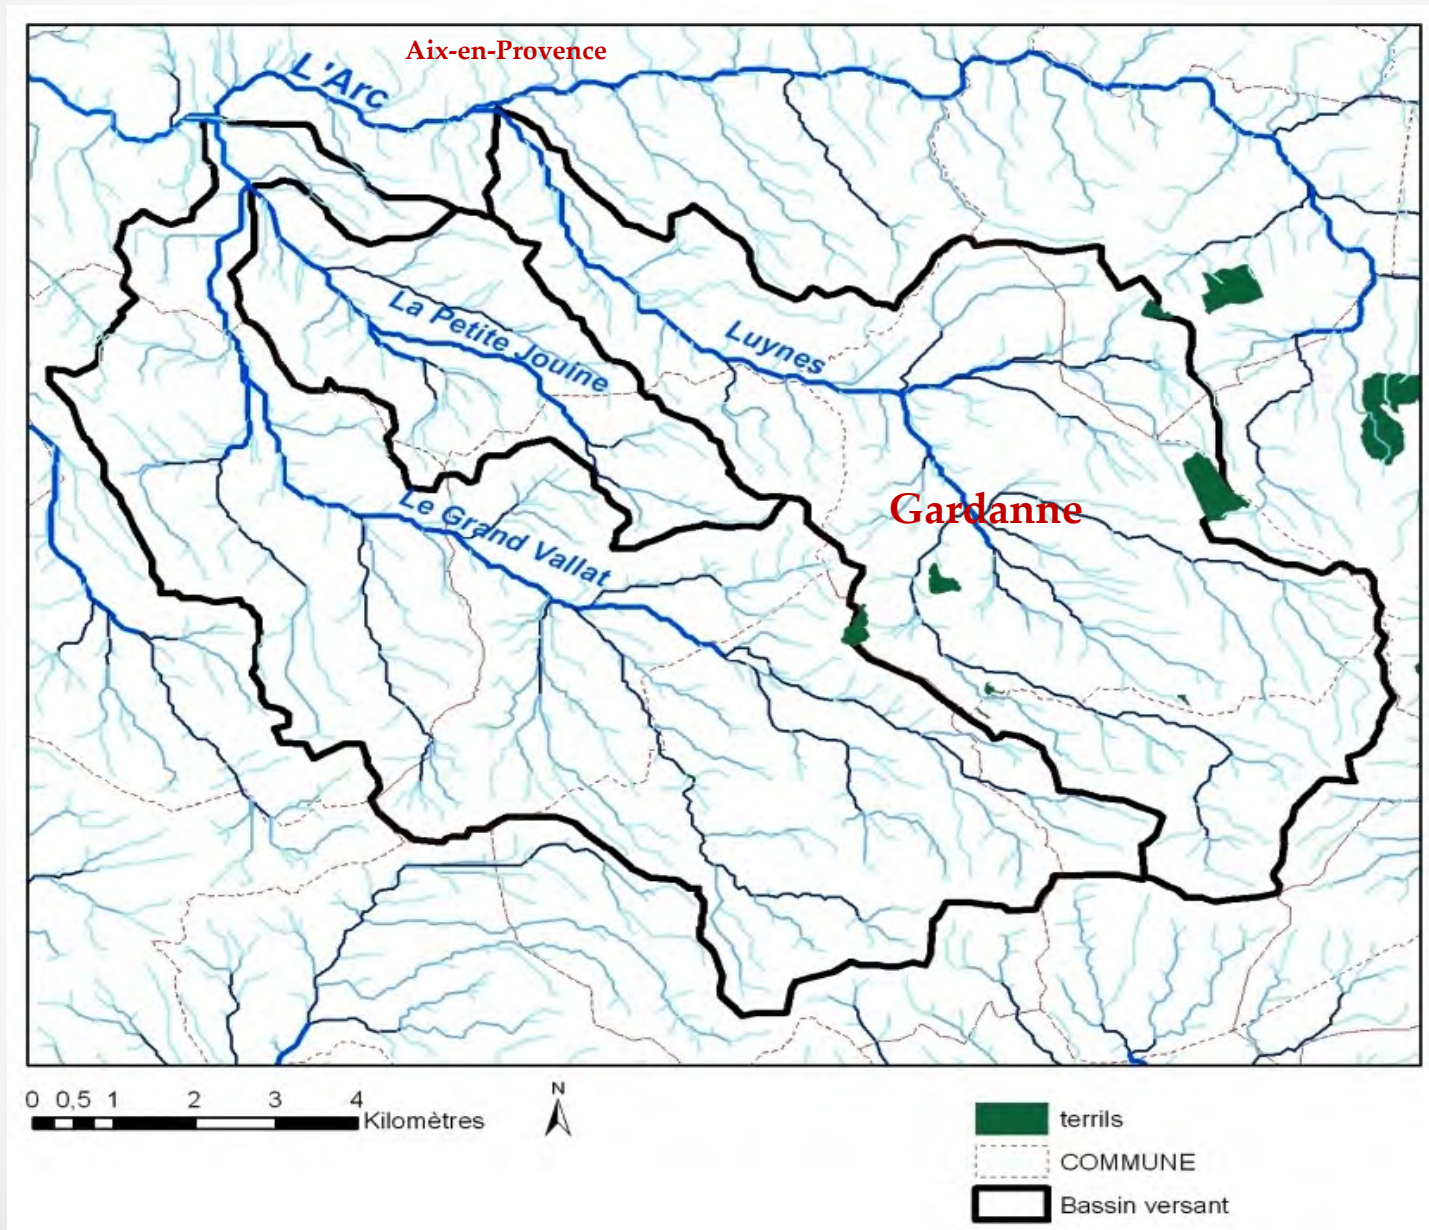 Aix-en-Provence
L'Arc
La Petite Jouine
Luynes
Le Grand Vallat
Gardanne
0 0,5 1 2 3 4
Kilomètres
N
terrils
COMMUNE
Bassin versant